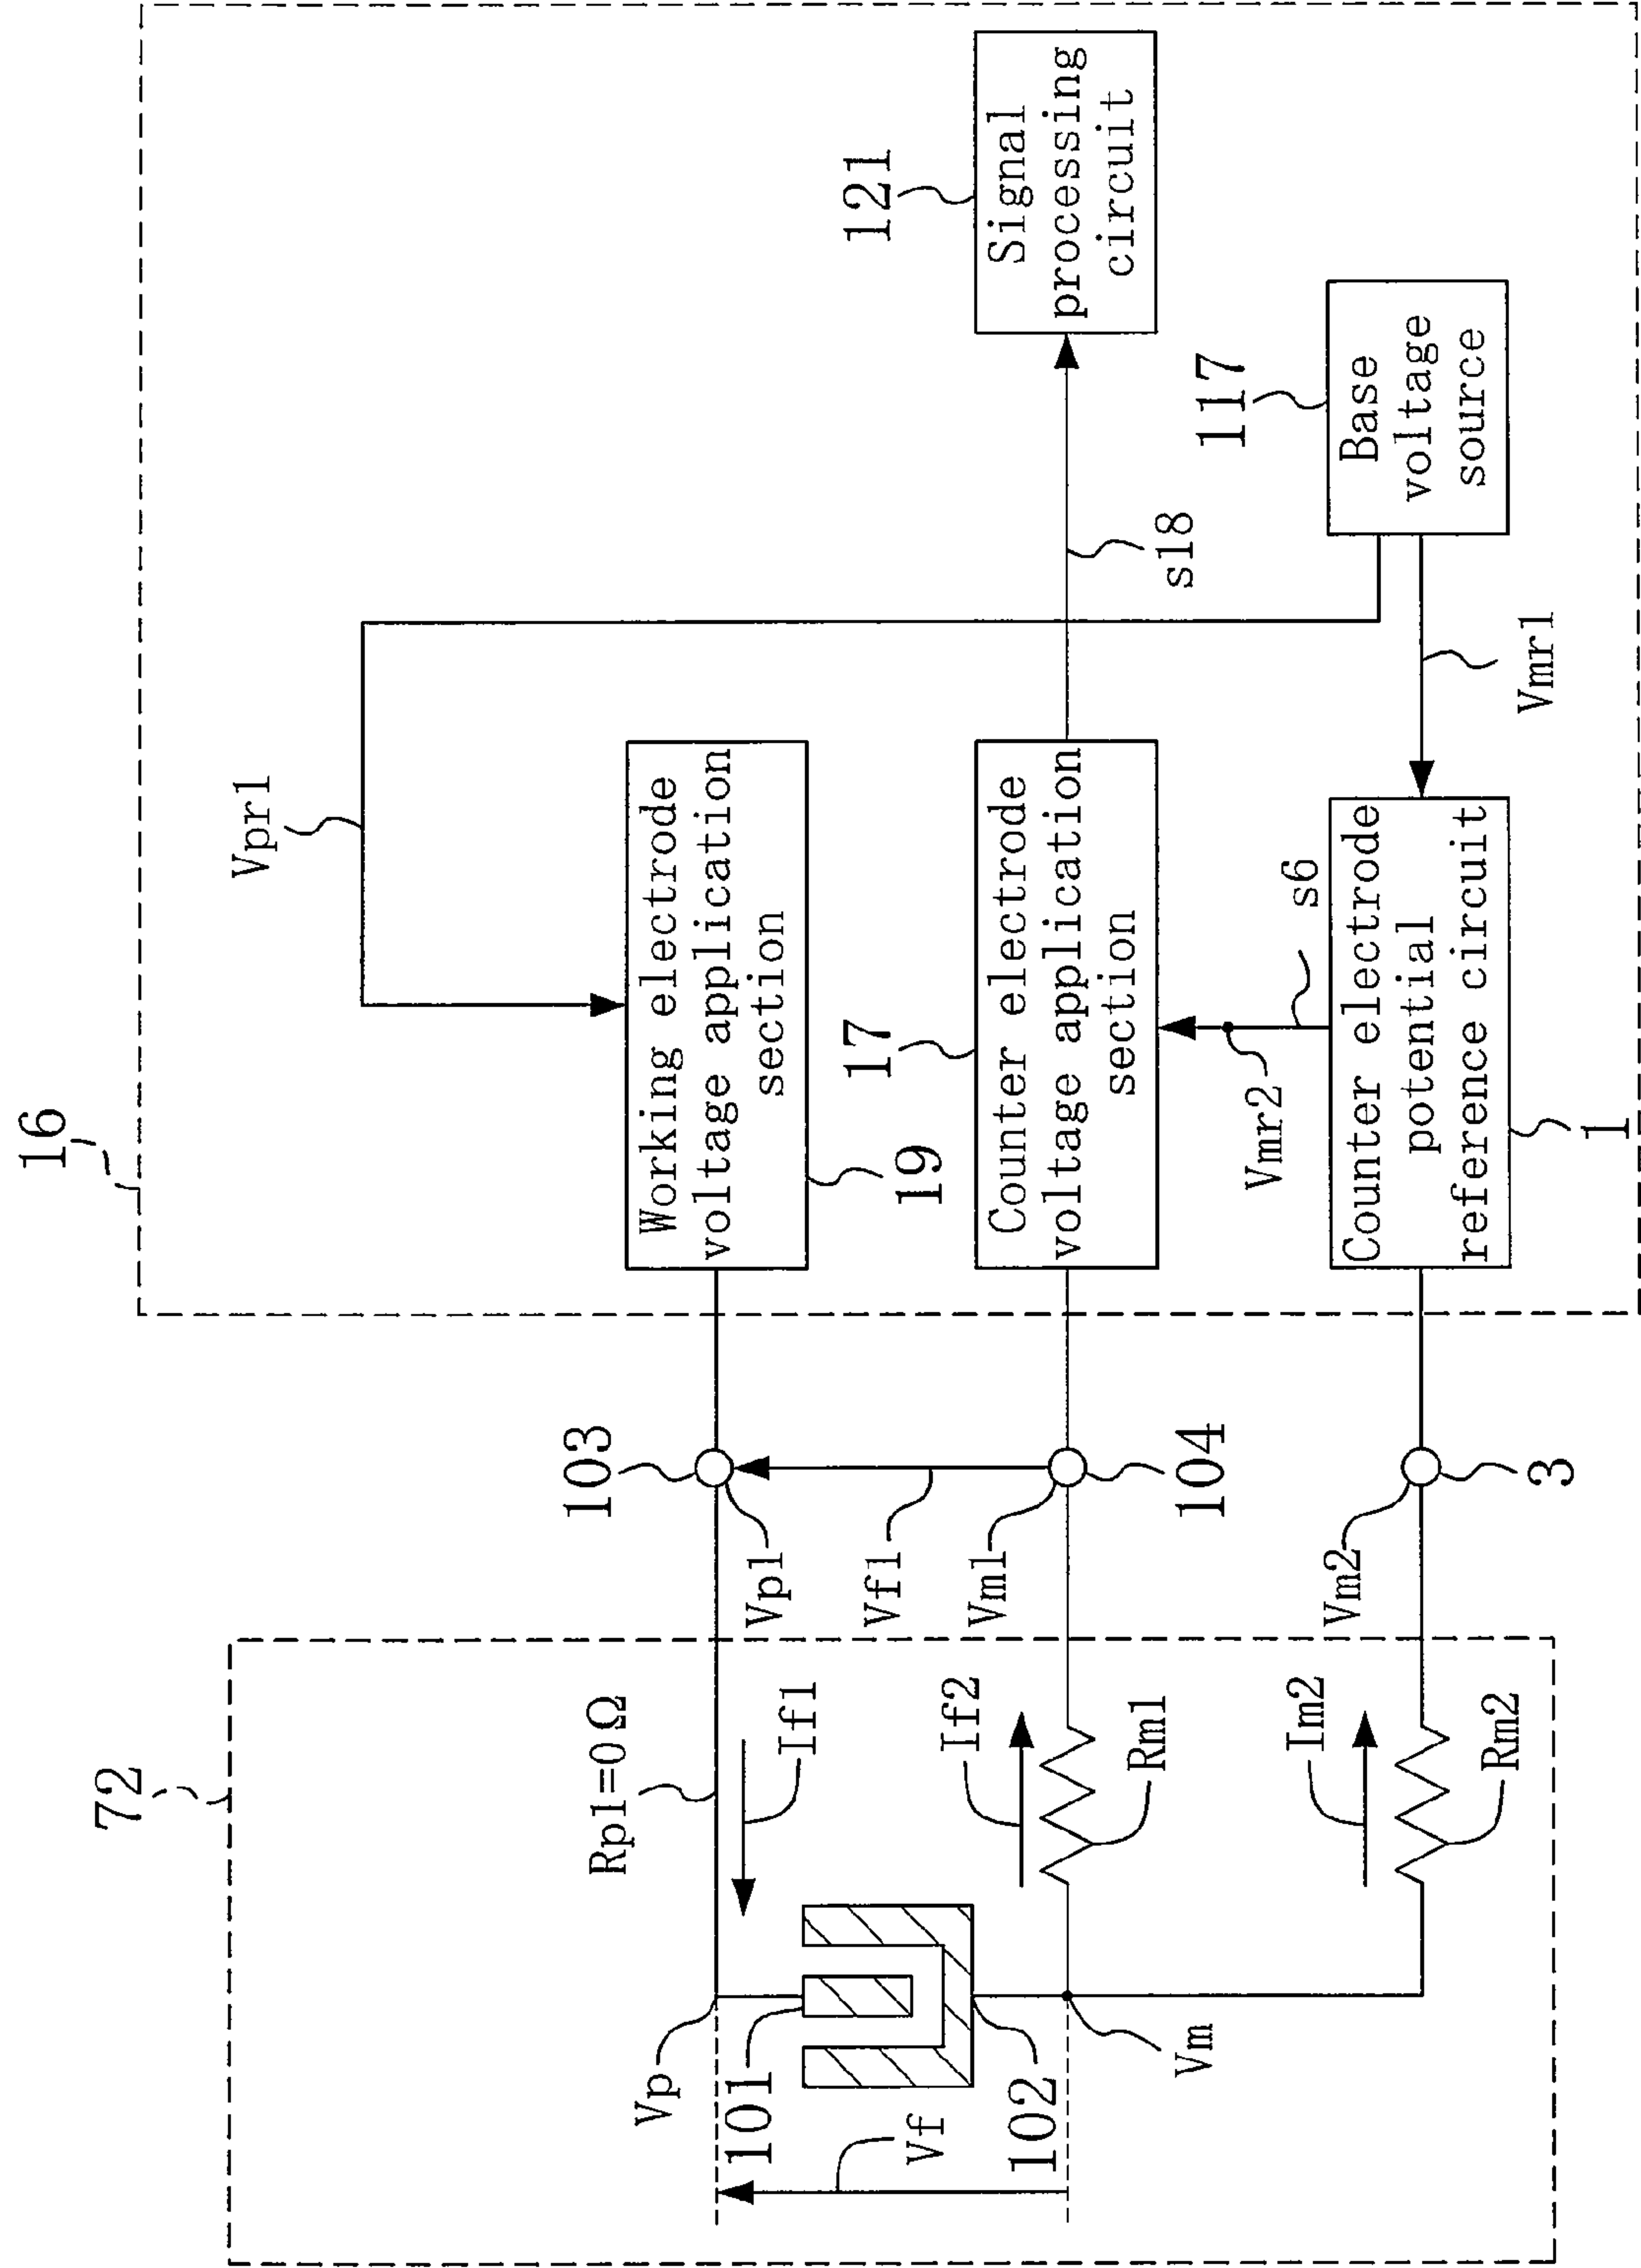 72
16
Rp1=0Ω
If1
Vp
101
Vf
102
Vm
If2
Rm1
Im2
Rm2
103
Vp1
Vf1
Vm1
104
Vm2
3
Vpr1
Working electrode
voltage application
section
19
17
Counter electrode
voltage application
section
s18
121
Signal
processing
circuit
Vmr2
s6
Counter electrode
potential
reference circuit
1
Vmr1
117
Base
voltage
source